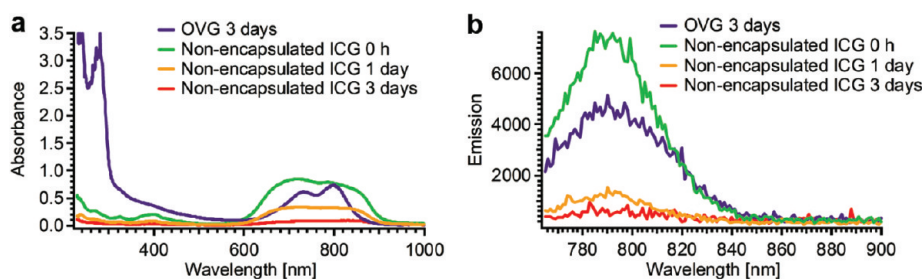 a
OVG 3 days
Non-encapsulated ICG 0 h
Non-encapsulated ICG 1 day
Non-encapsulated ICG 3 days
Absorbance
3.5
3.0
2.5
2.0
1.5
1.0
0.5
0.0
400
600
800
1000
Wavelength [nm]
b
OVG 3 days
Non-encapsulated ICG 0 h
Non-encapsulated ICG 1 day
Non-encapsulated ICG 3 days
Emission
6000
4000
2000
780
800
820
840
860
880
900
Wavelength [nm]